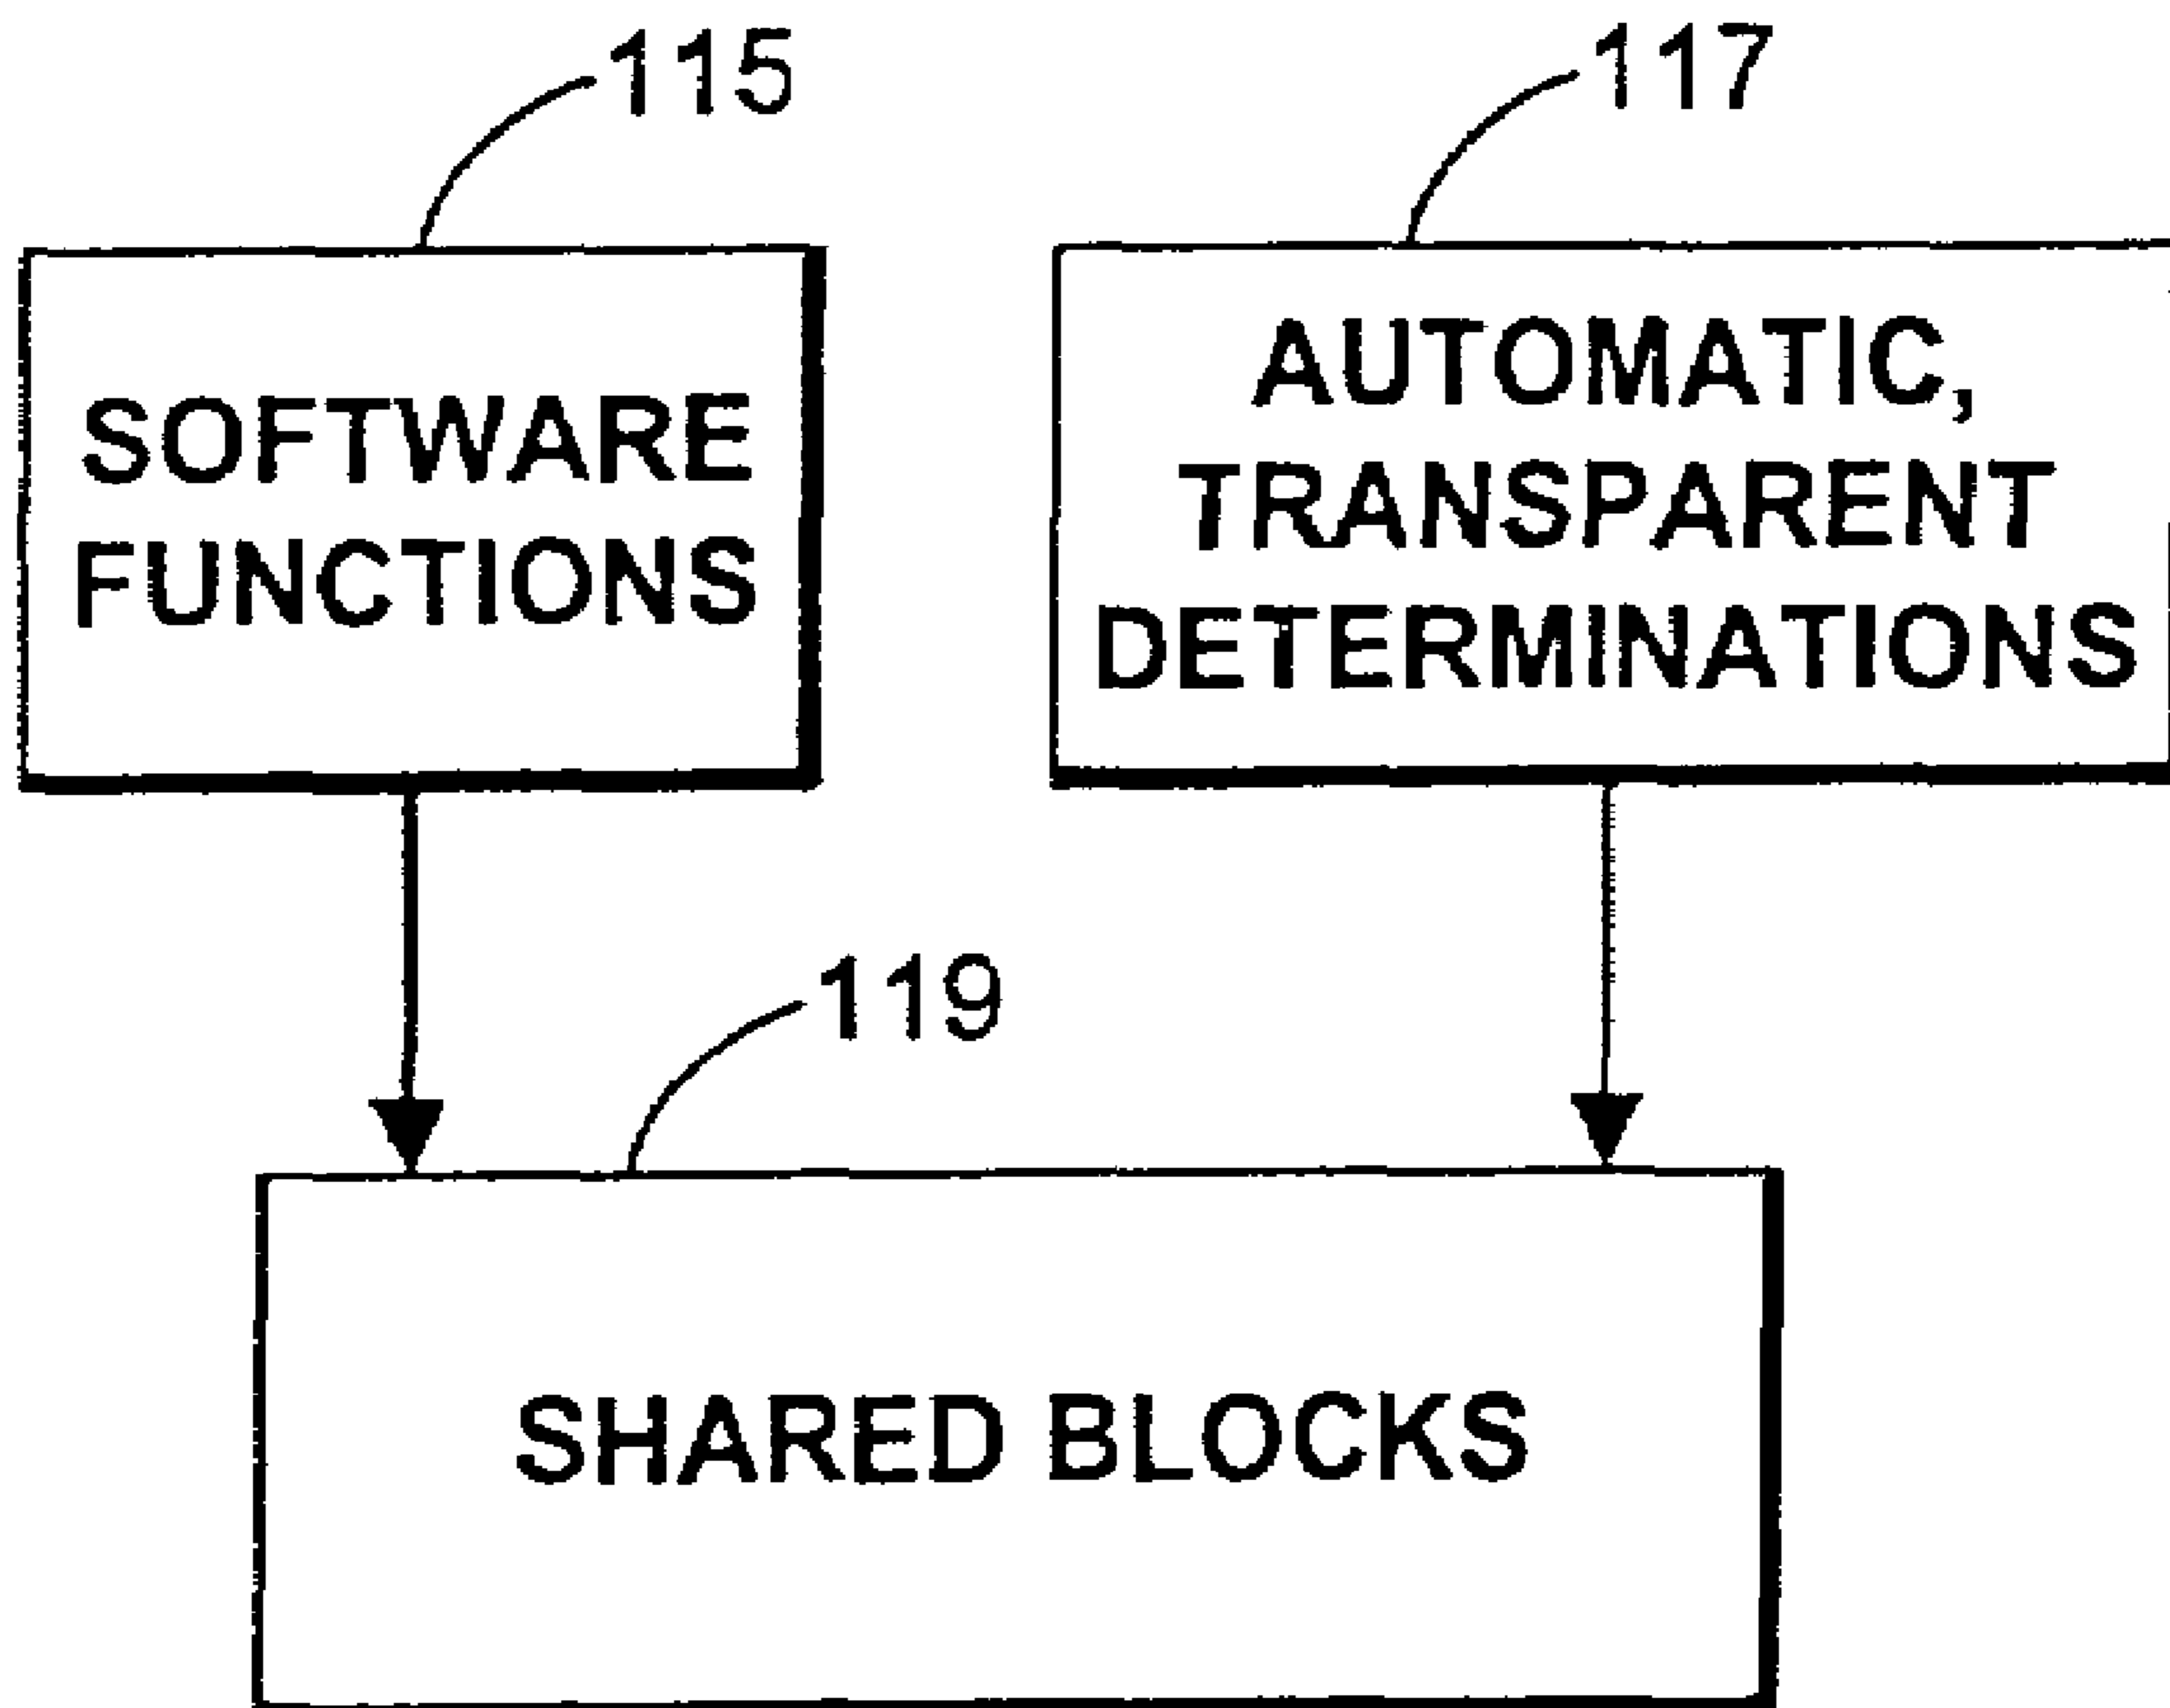 115
117
SOFTWARE
FUNCTIONS
AUTOMATIC,
TRANSPARENT
DETERMINATIONS
119
SHARED BLOCKS